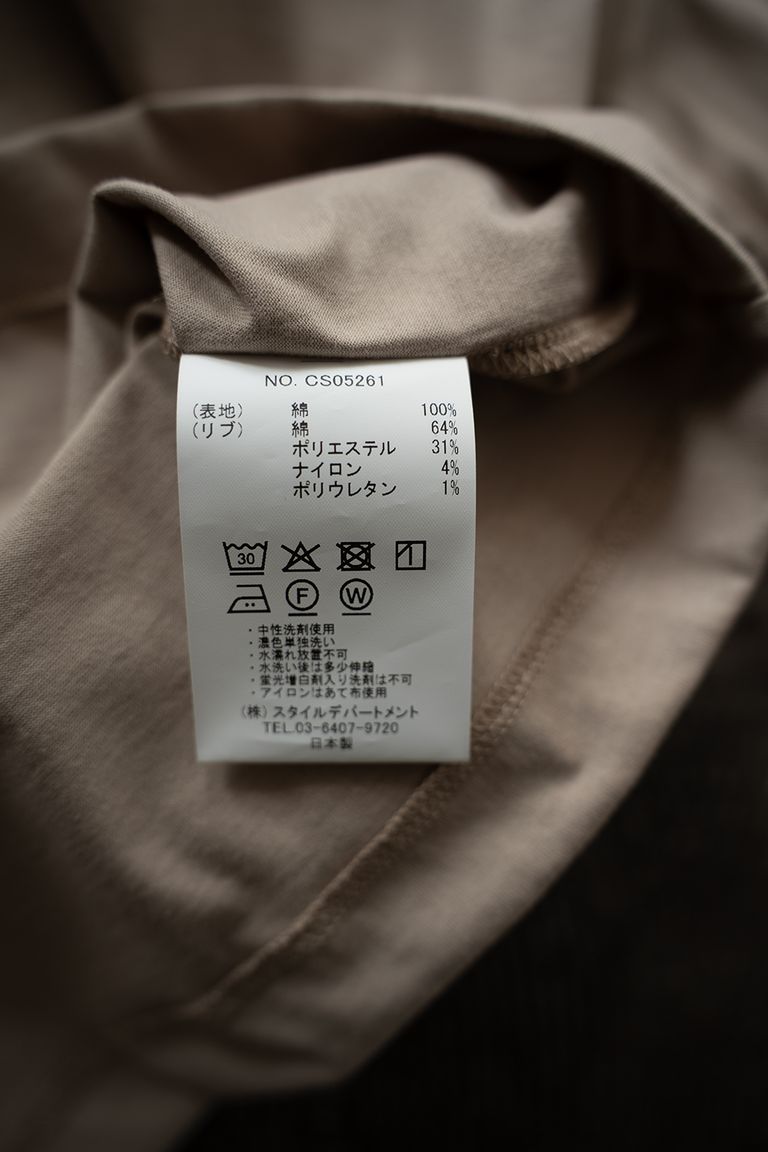 NO. CS05261
(表地) 綿 100%
(リブ) 綿 64%
ポリエステル 31%
ナイロン 4%
ポリウレタン 1%
30
F W
・中性洗剤使用
・濃色単独洗い
・水濡れ放置不可
・水洗い後は多少伸縮
・蛍光増白剤入り洗剤は不可
・アイロンはあて布使用
(株) スタイルデパートメント
TEL.03-6407-9720
日本製